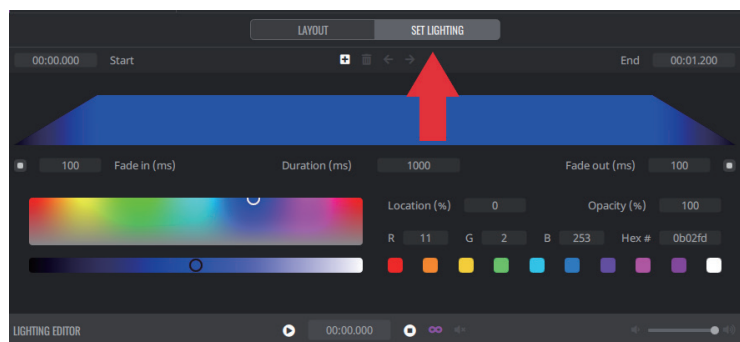 LAYOUT SET LIGHTING
00:00.000 Start End 00:01.200
100 Fade in (ms) Duration (ms) 1000 Fade out (ms) 100
Location (%) 0 Opacity (%) 100
R 11 G 2 B 253 Hex # 0b02fd
LIGHTING EDITOR 00:00.000